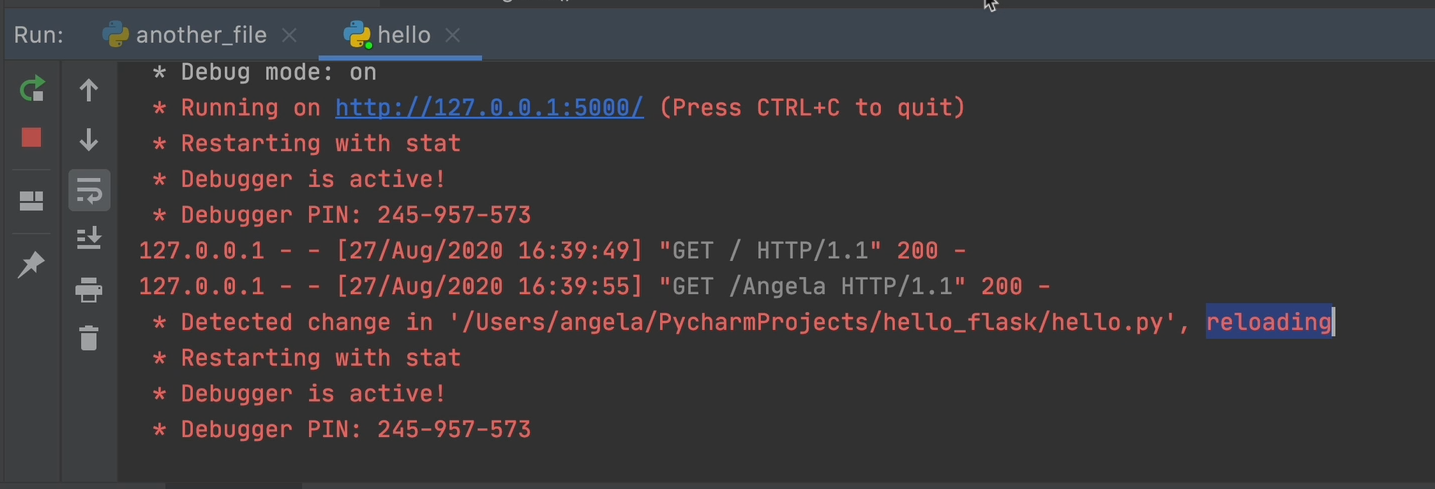 Run: another_file hello
* Debug mode: on
* Running on http://127.0.0.1:5000/ (Press CTRL+C to quit)
* Restarting with stat
* Debugger is active!
* Debugger PIN: 245-957-573
127.0.0.1 - - [27/Aug/2020 16:39:49] "GET / HTTP/1.1" 200 -
127.0.0.1 - - [27/Aug/2020 16:39:55] "GET /Angela HTTP/1.1" 200 -
* Detected change in '/Users/angela/PycharmProjects/hello_flask/hello.py', reloading
* Restarting with stat
* Debugger is active!
* Debugger PIN: 245-957-573